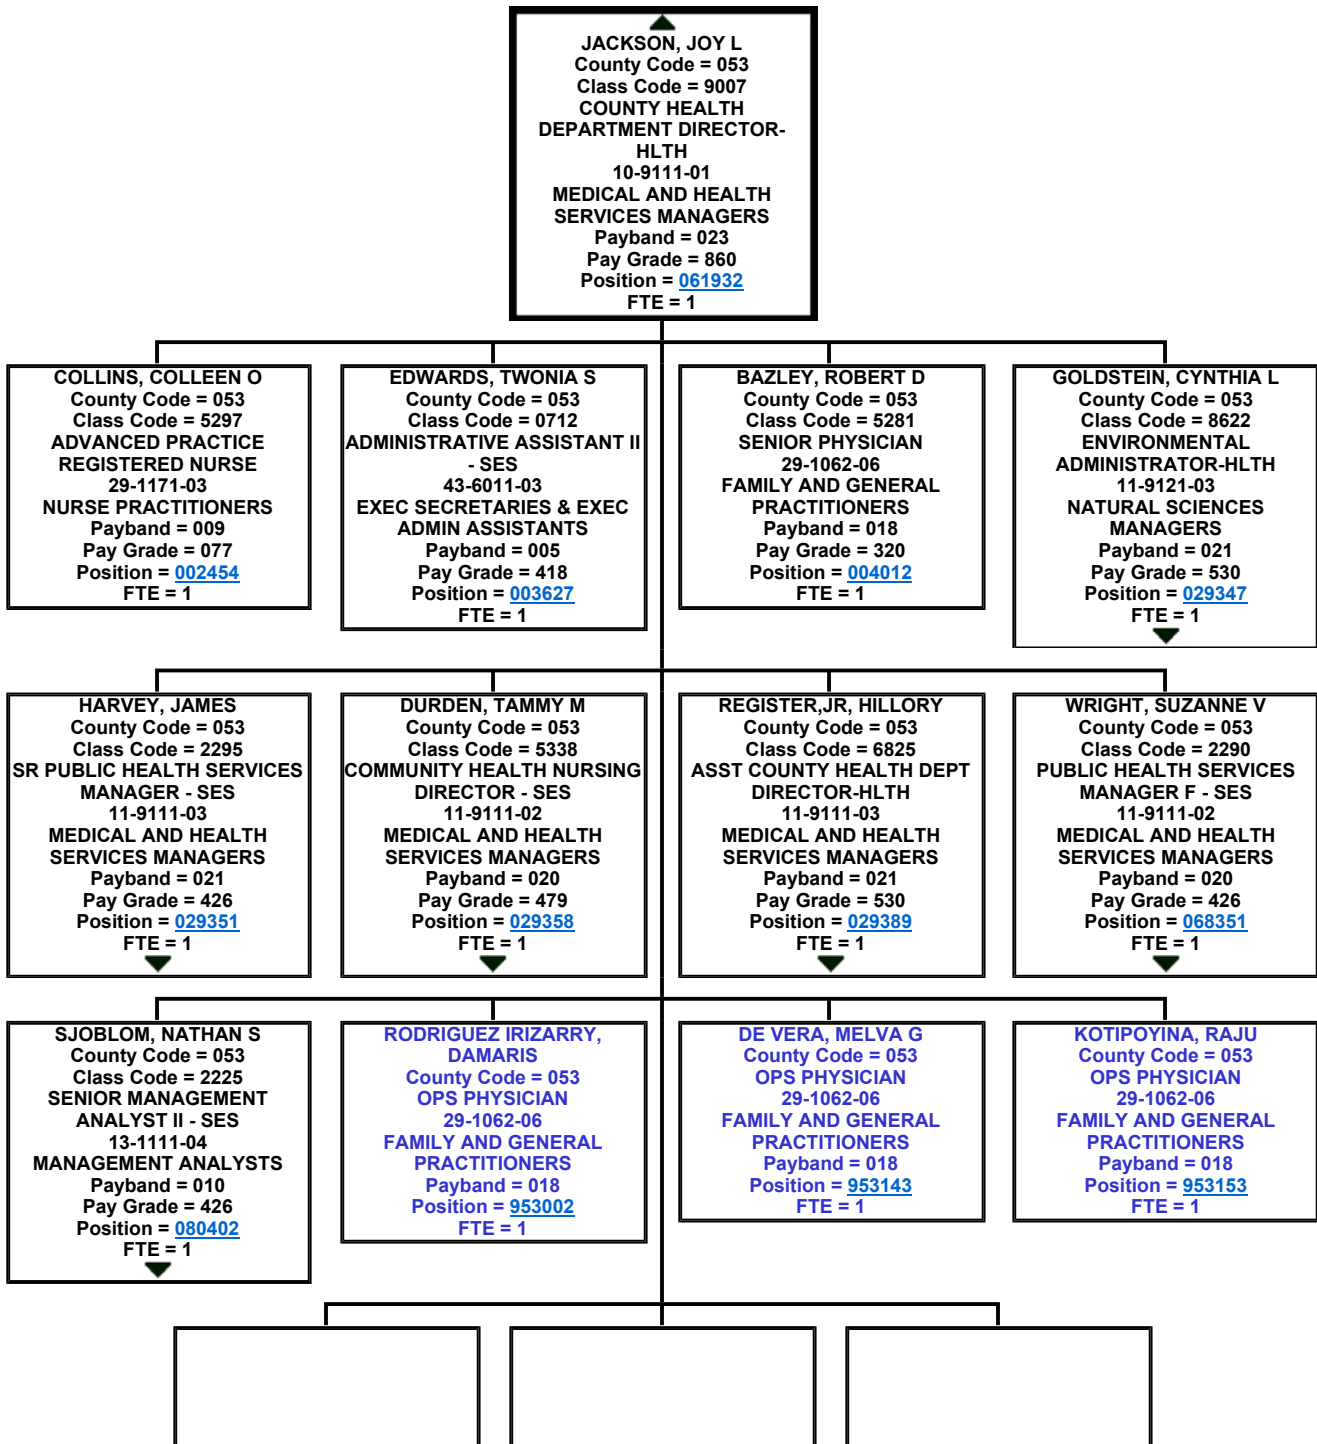 JACKSON, JOY L
County Code = 053
Class Code = 9007
COUNTY HEALTH
DEPARTMENT DIRECTOR-
HLTH
10-9111-01
MEDICAL AND HEALTH
SERVICES MANAGERS
Payband = 023
Pay Grade = 860
Position = 061932
FTE = 1
COLLINS, COLLEEN O
County Code = 053
Class Code = 5297
ADVANCED PRACTICE
REGISTERED NURSE
29-1171-03
NURSE PRACTITIONERS
Payband = 009
Pay Grade = 077
Position = 002454
FTE = 1
EDWARDS, TWONIA S
County Code = 053
Class Code = 0712
ADMINISTRATIVE ASSISTANT II
- SES
43-6011-03
EXEC SECRETARIES & EXEC
ADMIN ASSISTANTS
Payband = 005
Pay Grade = 418
Position = 003627
FTE = 1
BAZLEY, ROBERT D
County Code = 053
Class Code = 5281
SENIOR PHYSICIAN
29-1062-06
FAMILY AND GENERAL
PRACTITIONERS
Payband = 018
Pay Grade = 320
Position = 004012
FTE = 1
GOLDSTEIN, CYNTHIA L
County Code = 053
Class Code = 8622
ENVIRONMENTAL
ADMINISTRATOR-HLTH
11-9121-03
NATURAL SCIENCES
MANAGERS
Payband = 021
Pay Grade = 530
Position = 029347
FTE = 1
HARVEY, JAMES
County Code = 053
Class Code = 2295
SR PUBLIC HEALTH SERVICES
MANAGER - SES
11-9111-03
MEDICAL AND HEALTH
SERVICES MANAGERS
Payband = 021
Pay Grade = 426
Position = 029351
FTE = 1
DURDEN, TAMMY M
County Code = 053
Class Code = 5338
COMMUNITY HEALTH NURSING
DIRECTOR - SES
11-9111-02
MEDICAL AND HEALTH
SERVICES MANAGERS
Payband = 020
Pay Grade = 479
Position = 029358
FTE = 1
REGISTER,JR, HILLORY
County Code = 053
Class Code = 6825
ASST COUNTY HEALTH DEPT
DIRECTOR-HLTH
11-9111-03
MEDICAL AND HEALTH
SERVICES MANAGERS
Payband = 021
Pay Grade = 530
Position = 029389
FTE = 1
WRIGHT, SUZANNE V
County Code = 053
Class Code = 2290
PUBLIC HEALTH SERVICES
MANAGER F - SES
11-9111-02
MEDICAL AND HEALTH
SERVICES MANAGERS
Payband = 020
Pay Grade = 426
Position = 068351
FTE = 1
SJOBLOM, NATHAN S
County Code = 053
Class Code = 2225
SENIOR MANAGEMENT
ANALYST II - SES
13-1111-04
MANAGEMENT ANALYSTS
Payband = 010
Pay Grade = 426
Position = 080402
FTE = 1
RODRIGUEZ IRIZARRY,
DAMARIS
County Code = 053
OPS PHYSICIAN
29-1062-06
FAMILY AND GENERAL
PRACTITIONERS
Payband = 018
Position = 953002
FTE = 1
DE VERA, MELVA G
County Code = 053
OPS PHYSICIAN
29-1062-06
FAMILY AND GENERAL
PRACTITIONERS
Payband = 018
Position = 953143
FTE = 1
KOTIPOYINA, RAJU
County Code = 053
OPS PHYSICIAN
29-1062-06
FAMILY AND GENERAL
PRACTITIONERS
Payband = 018
Position = 953153
FTE = 1